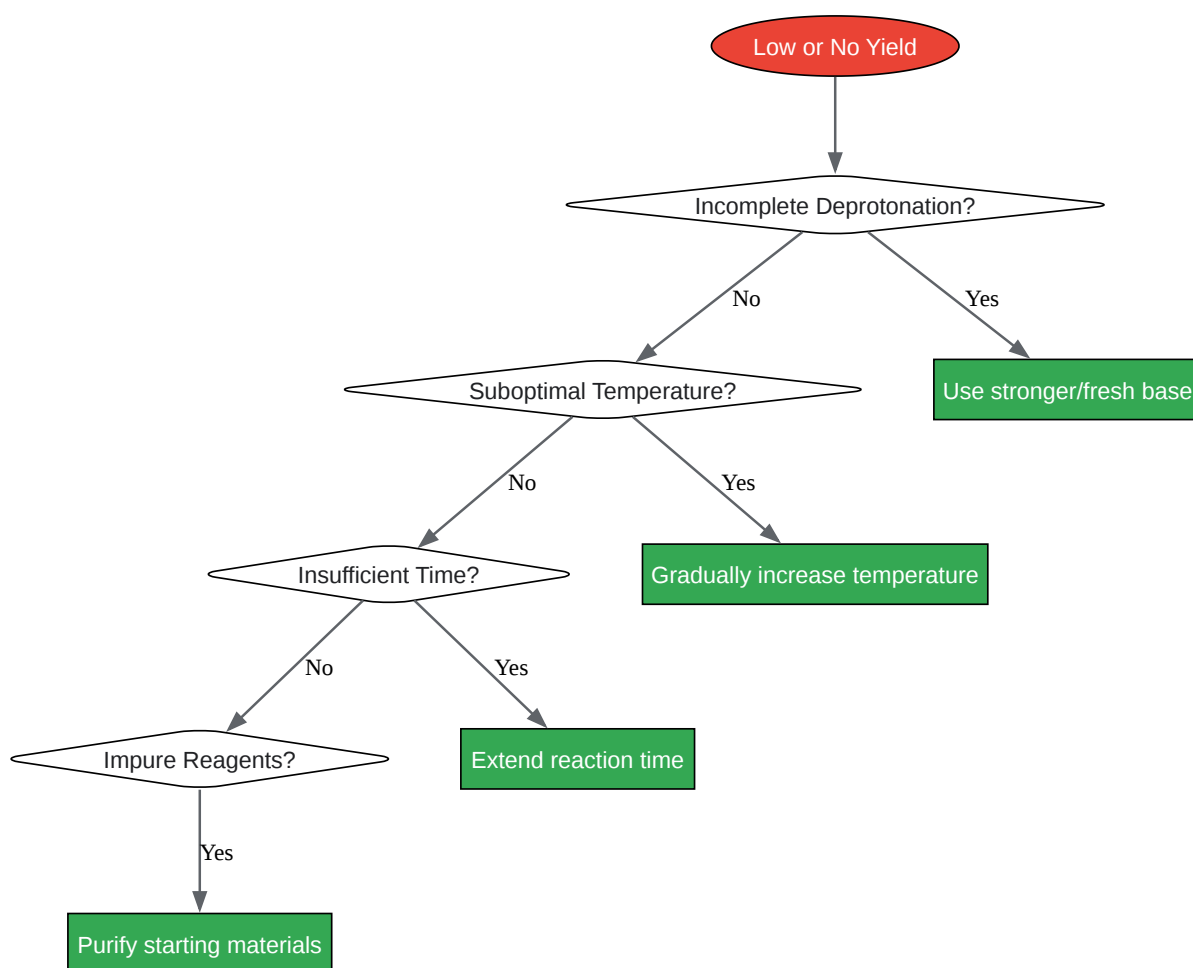 Low or No Yield
Incomplete Deprotonation?
No
Yes
Suboptimal Temperature?
Use stronger/fresh base
No
Yes
Insufficient Time?
Gradually increase temperature
No
Yes
Impure Reagents?
Extend reaction time
Yes
Purify starting materials